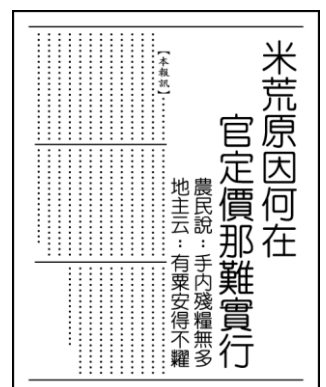 米荒原因何在
官定價那難實行
農民說：手內殘糧無多
地主云：有粟安得不糶
【本報訊】